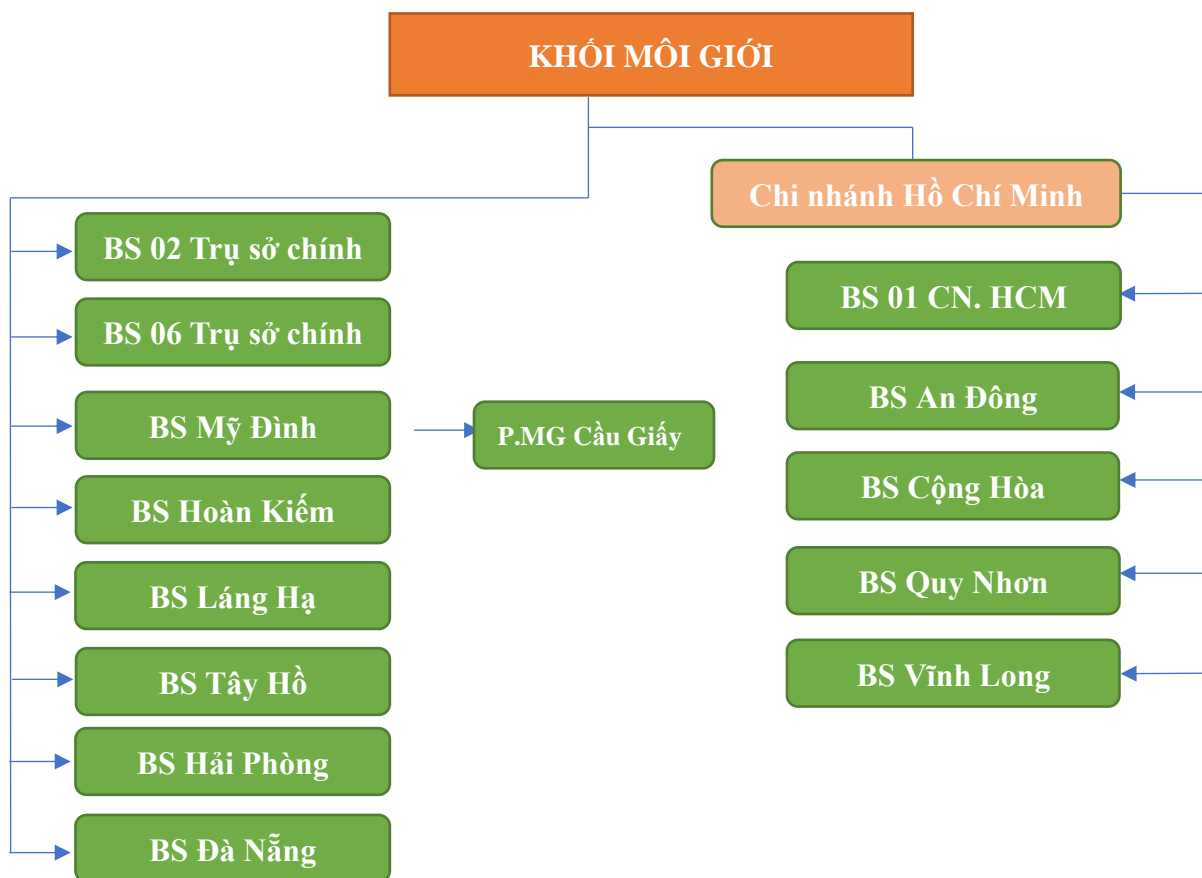 KHỐI MÔI GIỚI
Chi nhánh Hồ Chí Minh
BS 02 Trụ sở chính
BS 06 Trụ sở chính
BS Mỹ Đình
P.MG Cầu Giấy
BS Hoàn Kiếm
BS Láng Hạ
BS Tây Hồ
BS Hải Phòng
BS Đà Nẵng
BS 01 CN. HCM
BS An Đông
BS Cộng Hòa
BS Quy Nhơn
BS Vĩnh Long